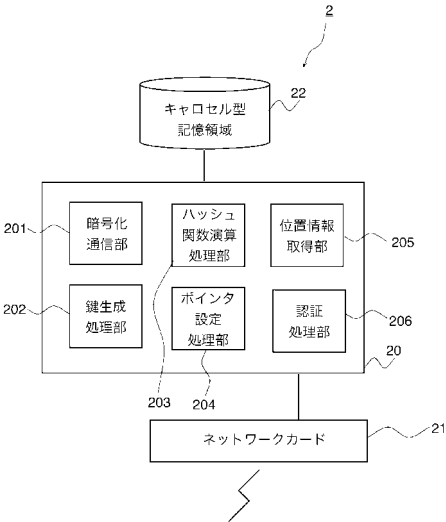 2
22
キャロセル型
記憶領域
201
暗号化
通信部
ハッシュ
関数演算
処理部
位置情報
取得部
205
202
鍵生成
処理部
ポインタ
設定
処理部
認証
処理部
206
203
204
20
ネットワークカード
21